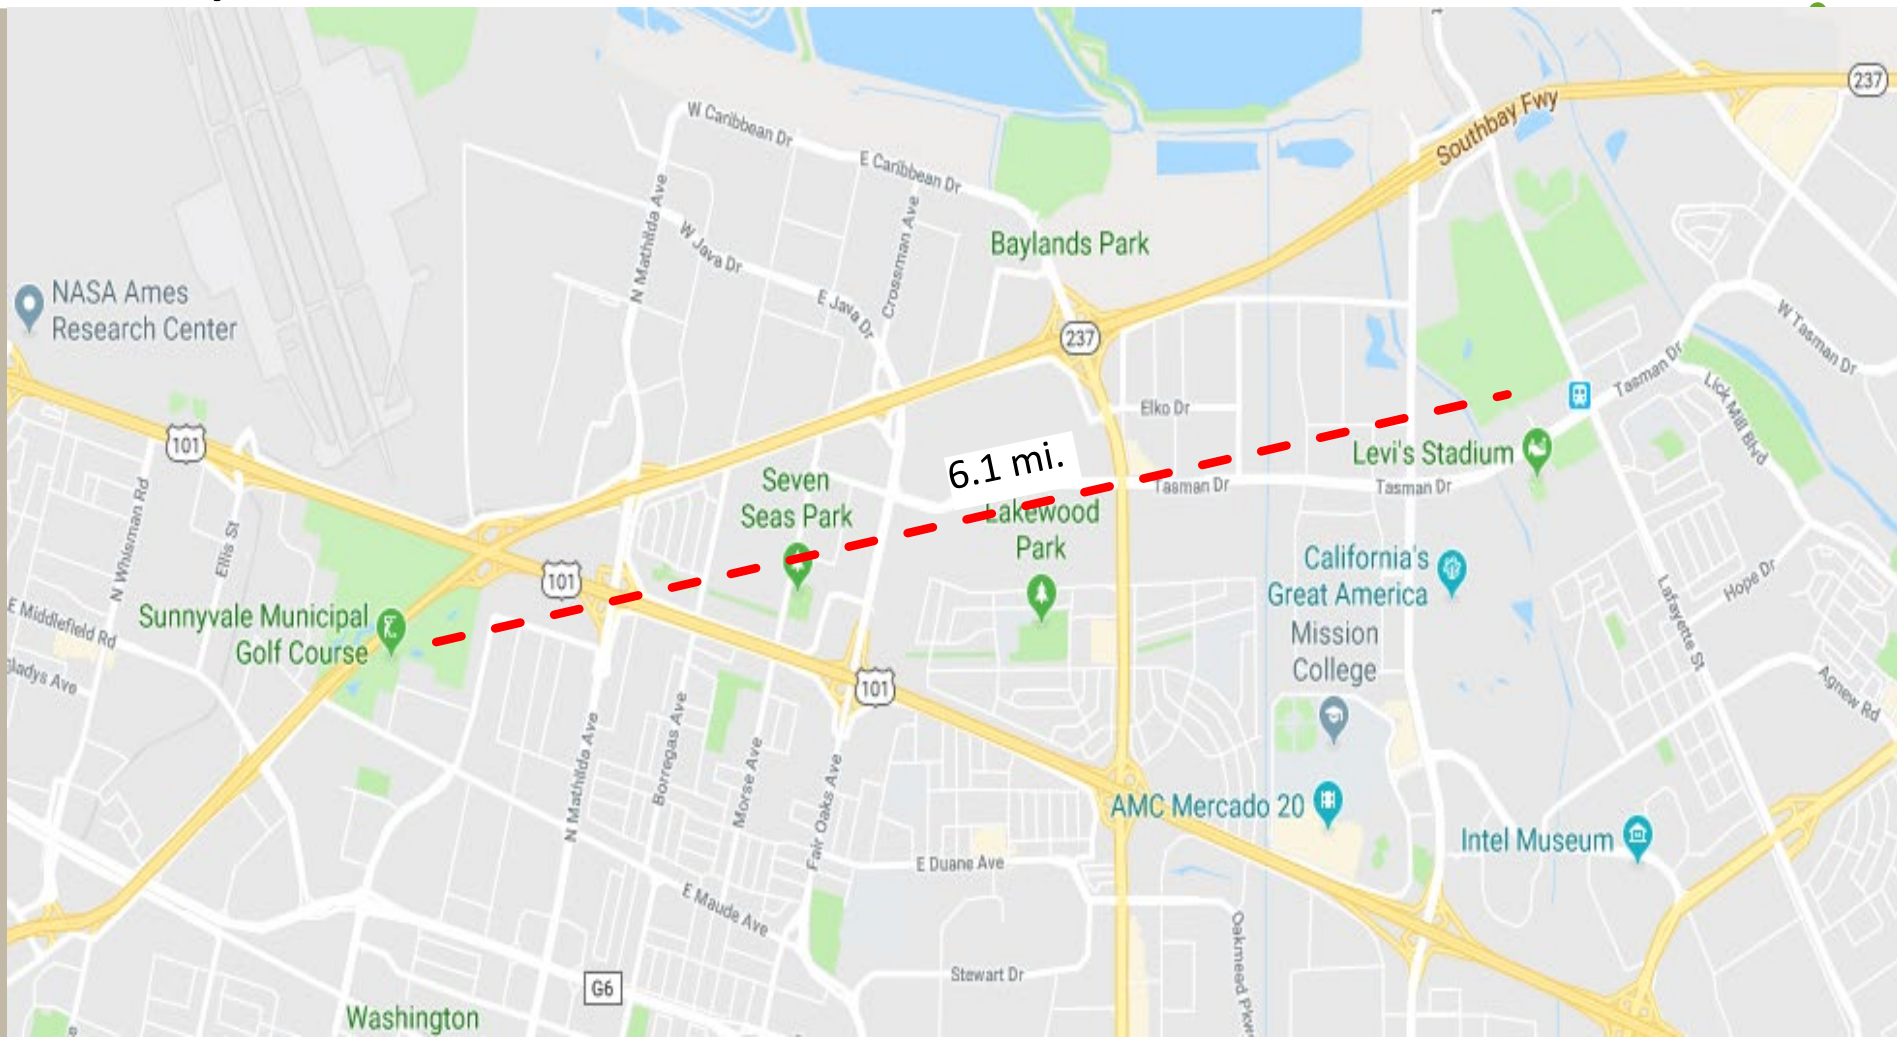 237
Southbay Fwy
W Caribbean Dr
E Caribbean Dr
N Mathilda Ave
Crossman Ave
W Java Dr
E Java Dr
Baylands Park
NASA Ames
Research Center
237
W Tasman Dr
Tasman Dr
Lick Mill Blvd
Elko Dr
101
Levi's Stadium
6.1 mi.
Seven
Seas Park
Tasman Dr
Tasman Dr
Lakewood
Park
N Whisman Rd
Ellis St
101
California's
Great America
Hope Dr
Lafayette St
E Middlefield Rd
Sunnyvale Municipal
Golf Course
Mission
College
Gladys Ave
101
Agnew Rd
N Mathilda Ave
Borregas Ave
Morse Ave
Fair Oaks Ave
AMC Mercado 20
Intel Museum
E Duane Ave
E Maude Ave
Oakmead Pkwy
Stewart Dr
G6
Washington